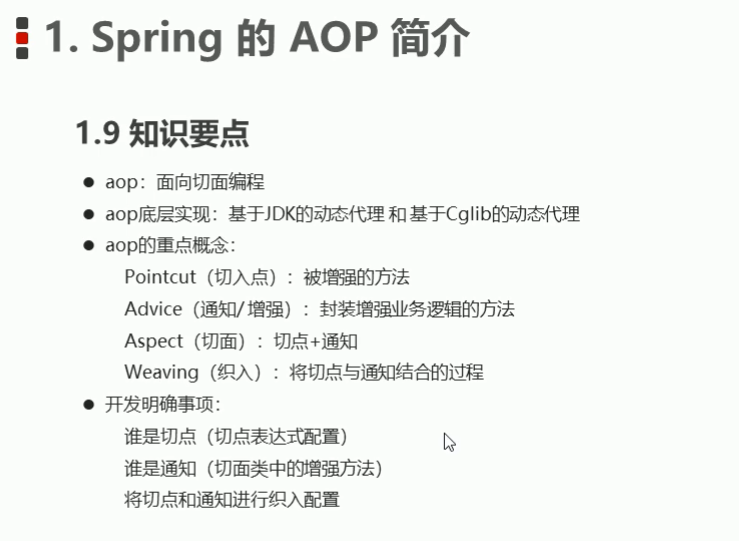 1. Spring 的 AOP 简介
1.9 知识要点
● aop：面向切面编程
● aop底层实现：基于JDK的动态代理 和 基于Cglib的动态代理
● aop的重点概念：
Pointcut（切入点）：被增强的方法
Advice（通知/ 增强）：封装增强业务逻辑的方法
Aspect（切面）：切点+通知
Weaving（织入）：将切点与通知结合的过程
● 开发明确事项：
谁是切点（切点表达式配置）
谁是通知（切面类中的增强方法）
将切点和通知进行织入配置